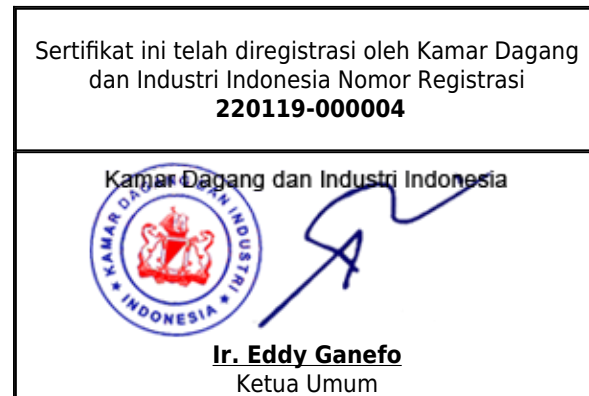 Sertifikat ini telah diregistrasi oleh Kamar Dagang
dan Industri Indonesia Nomor Registrasi
220119-000004
Kamar Dagang dan Industri Indonesia
KAMAR DAGANG DAN INDUSTRI
INDONESIA
Ir. Eddy Ganefo
Ketua Umum